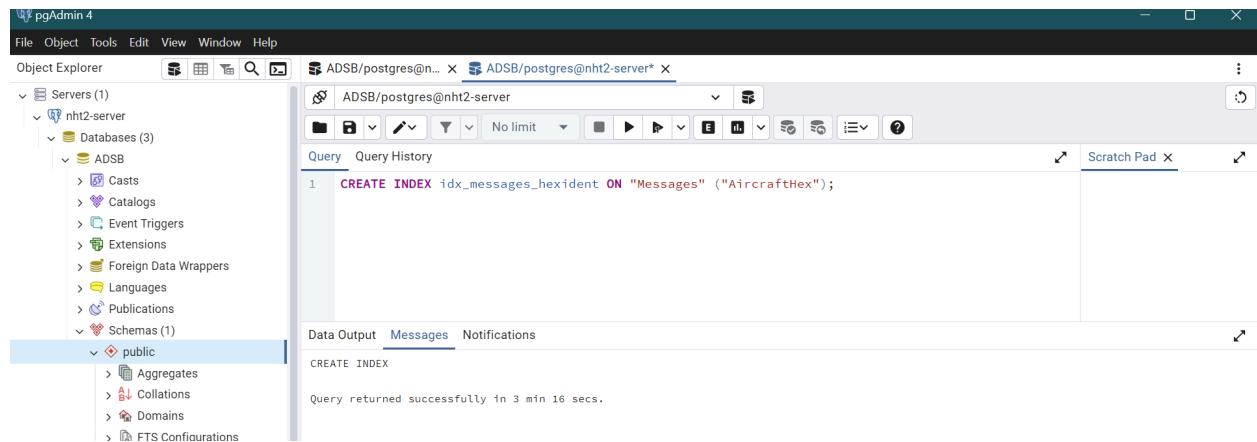 pgAdmin 4
File Object Tools Edit View Window Help
Object Explorer
ADSB/postgres@n... ADSB/postgres@nht2-server*
Servers (1)
nht2-server
Databases (3)
ADSB
Casts
Catalogs
Event Triggers
Extensions
Foreign Data Wrappers
Languages
Publications
Schemas (1)
public
Aggregates
Collations
Domains
FTS Configurations
ADSB/postgres@nht2-server
No limit
Query Query History
Scratch Pad
1 CREATE INDEX idx_messages_hexident ON "Messages" ("AircraftHex");
Data Output Messages Notifications
CREATE INDEX
Query returned successfully in 3 min 16 secs.